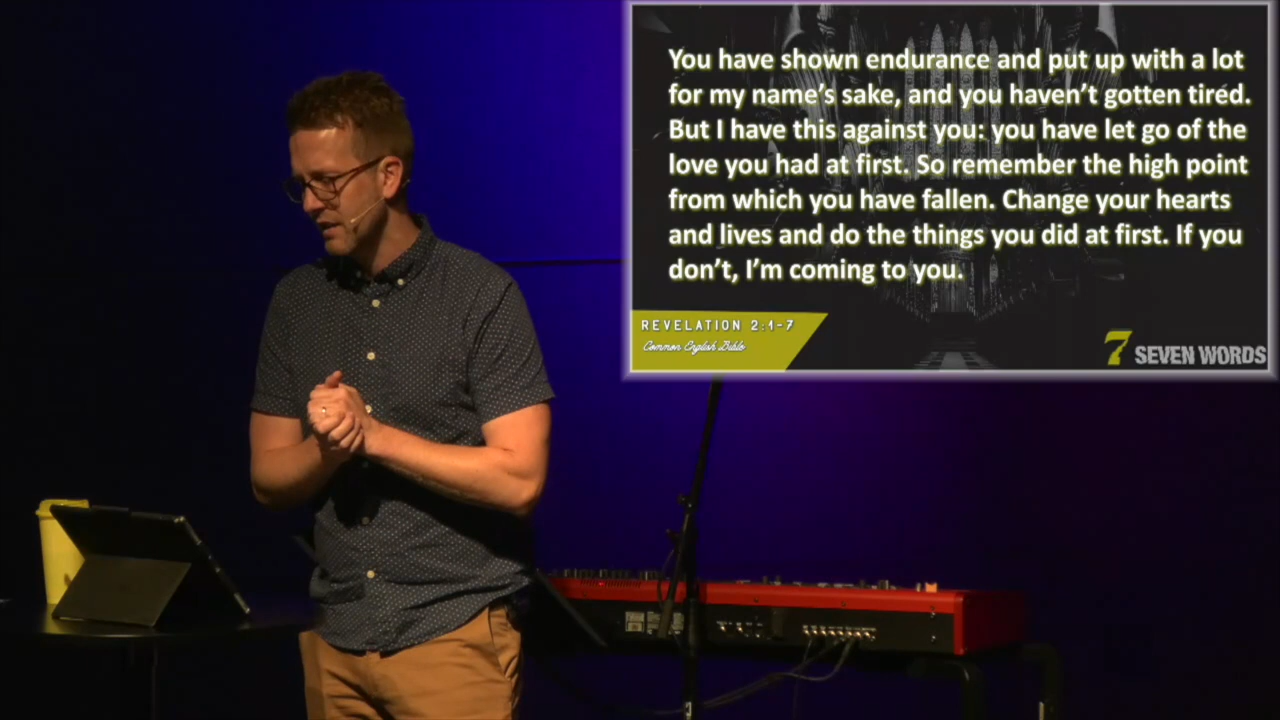 You have shown endurance and put up with a lot
for my name's sake, and you haven't gotten tired.
But I have this against you: you have let go of the
love you had at first. So remember the high point
from which you have fallen. Change your hearts
and lives and do the things you did at first. If you
don't, I'm coming to you.
REVELATION 2:1-7
Common English Bible
7 SEVEN WORDS